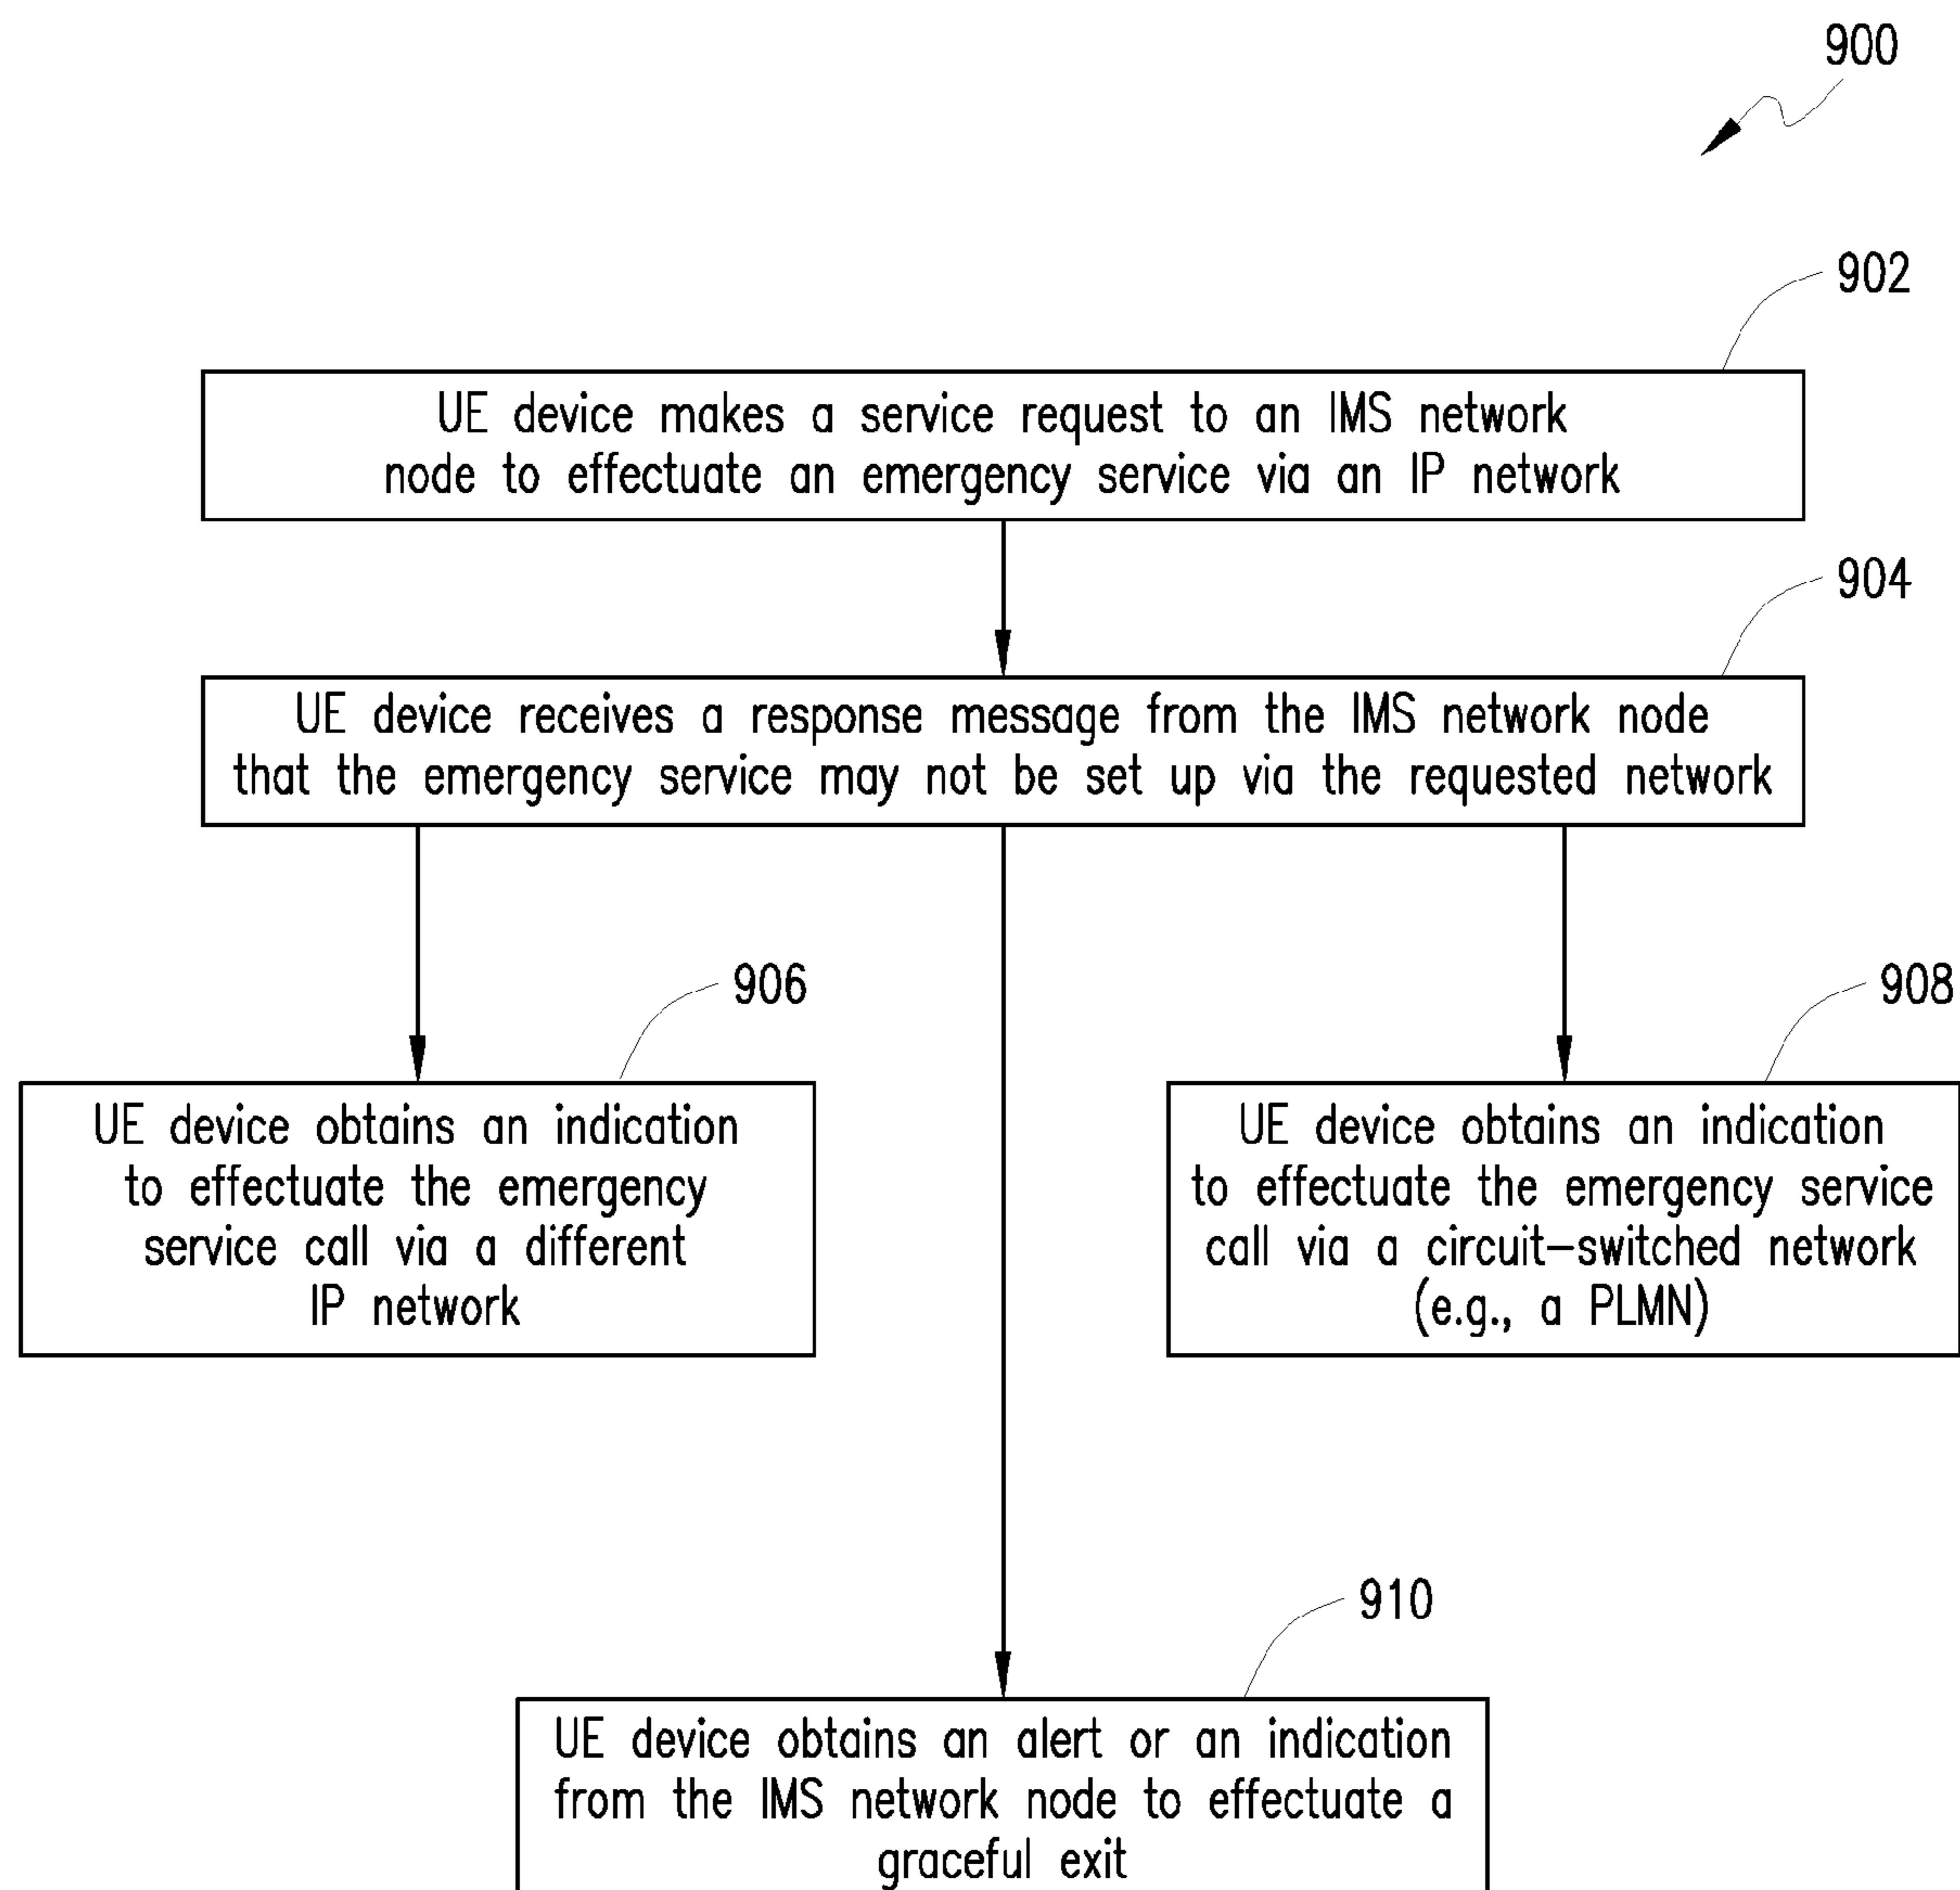 900
902
UE device makes a service request to an IMS network
node to effectuate an emergency service via an IP network
904
UE device receives a response message from the IMS network node
that the emergency service may not be set up via the requested network
906
UE device obtains an indication
to effectuate the emergency
service call via a different
IP network
908
UE device obtains an indication
to effectuate the emergency service
call via a circuit-switched network
(e.g., a PLMN)
910
UE device obtains an alert or an indication
from the IMS network node to effectuate a
graceful exit